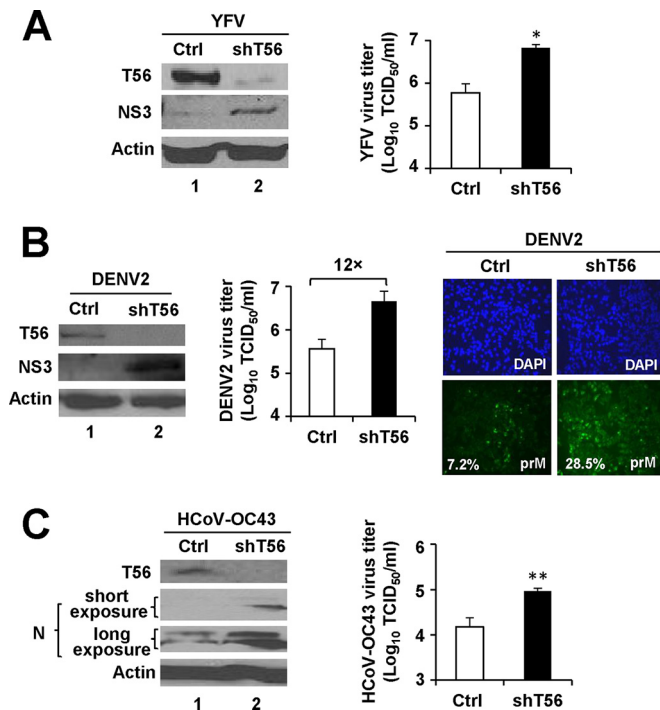 A
YFV
Ctrl shT56
T56
NS3
Actin
1 2
YFV virus titer
(Log10 TCID50/ml)
7
6
5
4
*
Ctrl shT56
B
DENV2
Ctrl shT56
T56
NS3
Actin
1 2
DENV2 virus titer
(Log10 TCID50/ml)
7
6
5
4
12×
Ctrl shT56
DENV2
Ctrl shT56
DAPI DAPI
7.2% prM 28.5% prM
C
HCoV-OC43
Ctrl shT56
T56
N
short
exposure
long
exposure
Actin
1 2
HCoV-OC43 virus titer
(Log10 TCID50/ml)
6
5
4
3
**
Ctrl shT56